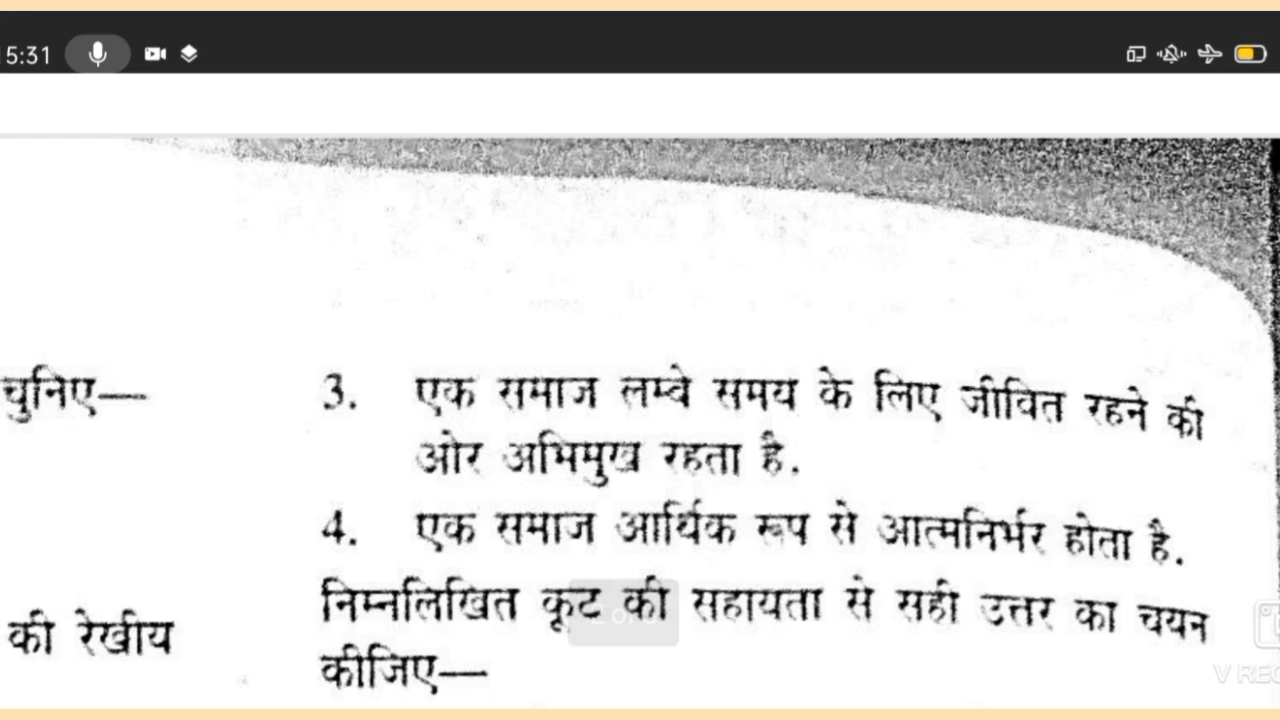 5:31
चुनिए—
3. एक समाज लम्बे समय के लिए जीवित रहने की
ओर अभिमुख रहता है.
4. एक समाज आर्थिक रूप से आत्मनिर्भर होता है.
निम्नलिखित कूट की सहायता से सही उत्तर का चयन
की रेखीय
कीजिए—
V REC